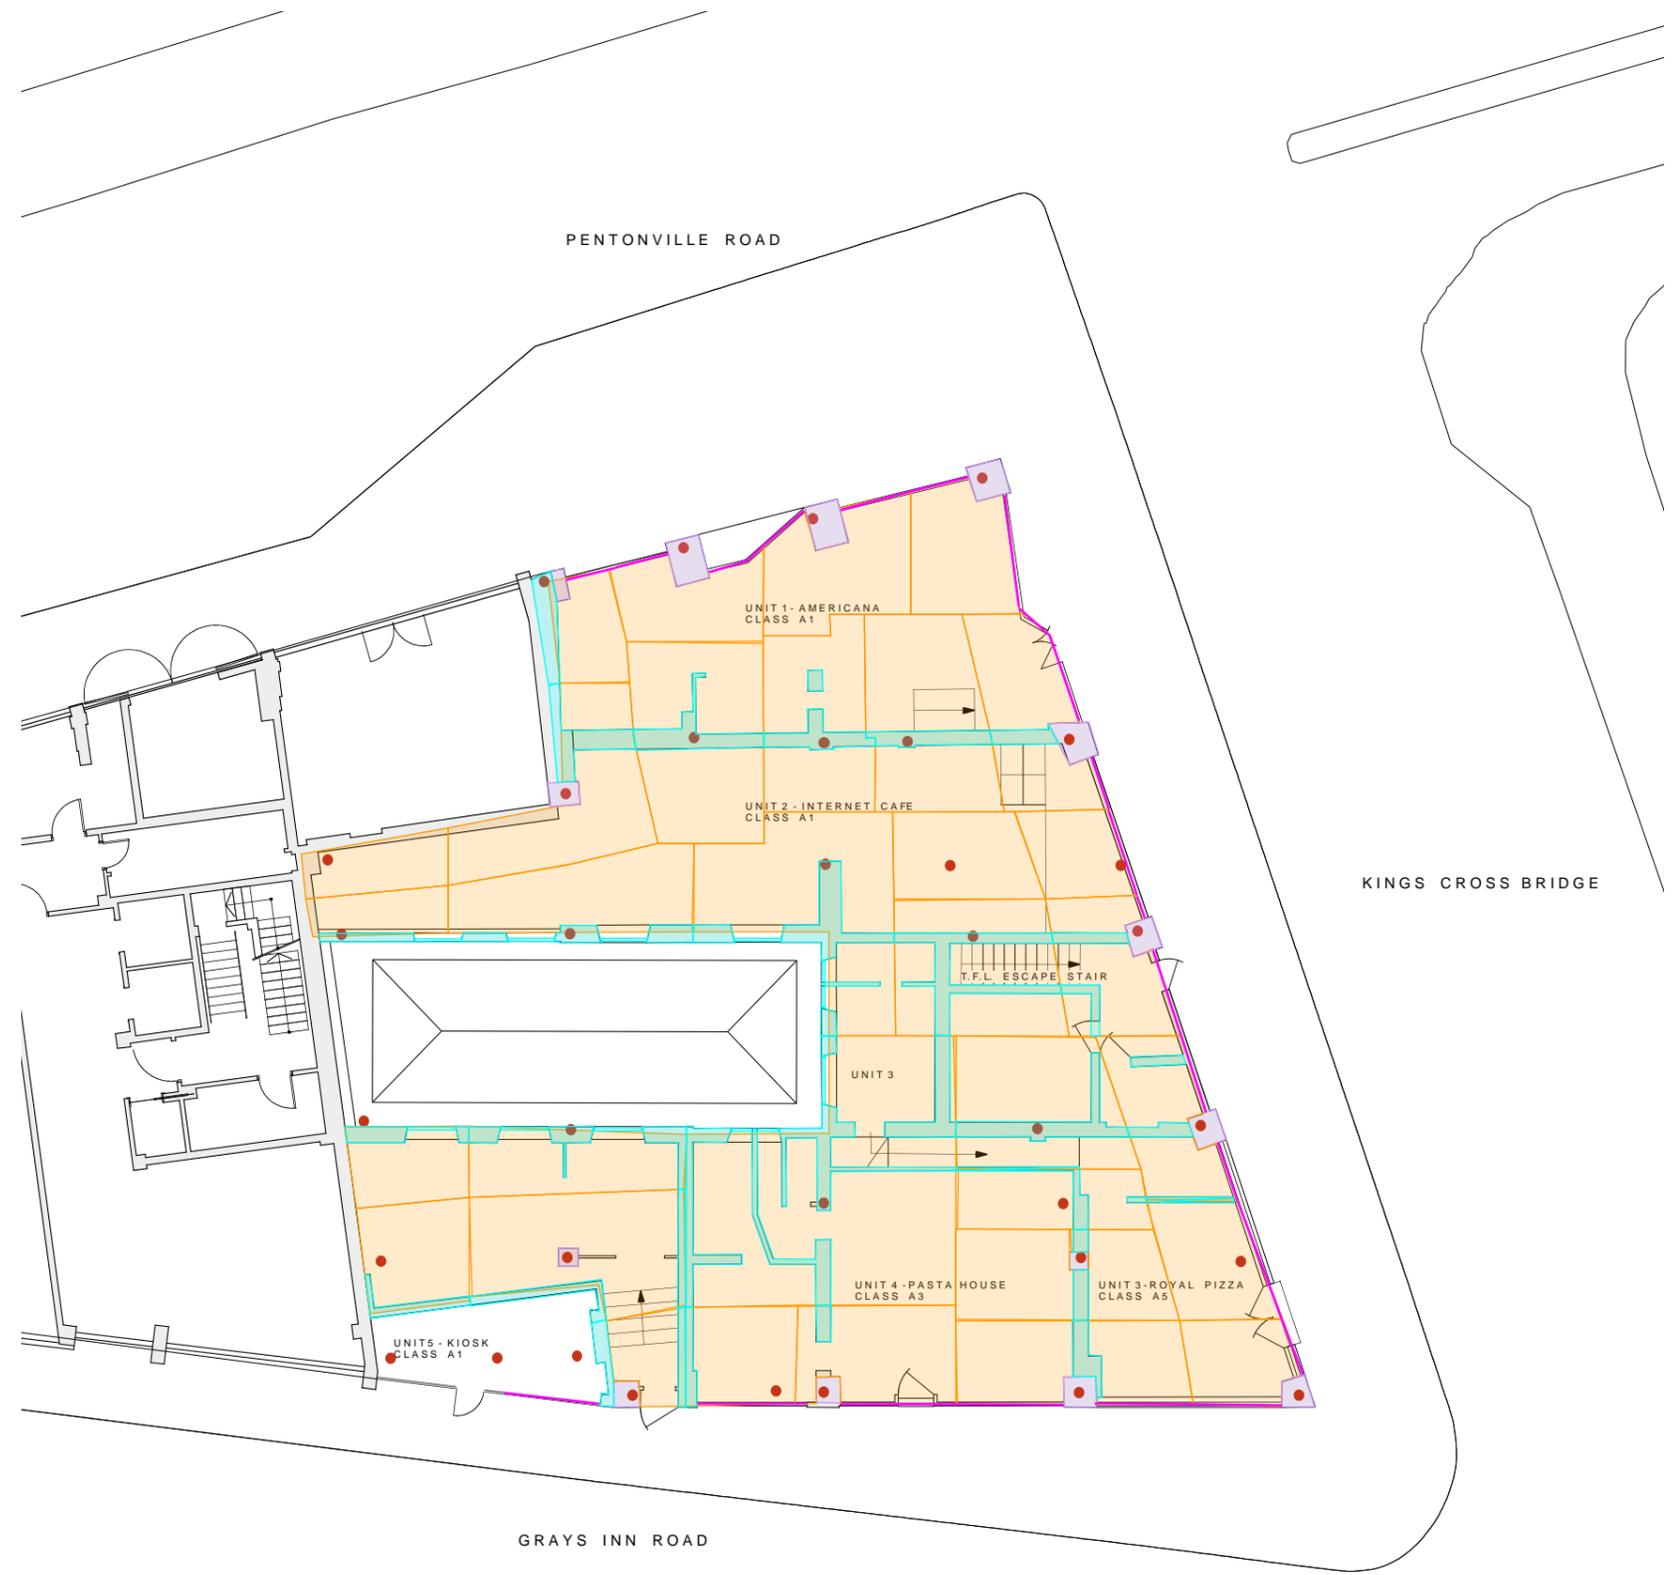 PENTONVILLE ROAD
UNIT 1 - AMERICANA
CLASS A1
UNIT 2 - INTERNET CAFE
CLASS A1
KINGS CROSS BRIDGE
T.F.L. ESCAPE STAIR
UNIT 3
UNIT 4 - PASTA HOUSE
CLASS A3
UNIT 3 - ROYAL PIZZA
CLASS A5
UNIT5 - KIOSK
CLASS A1
GRAYS INN ROAD